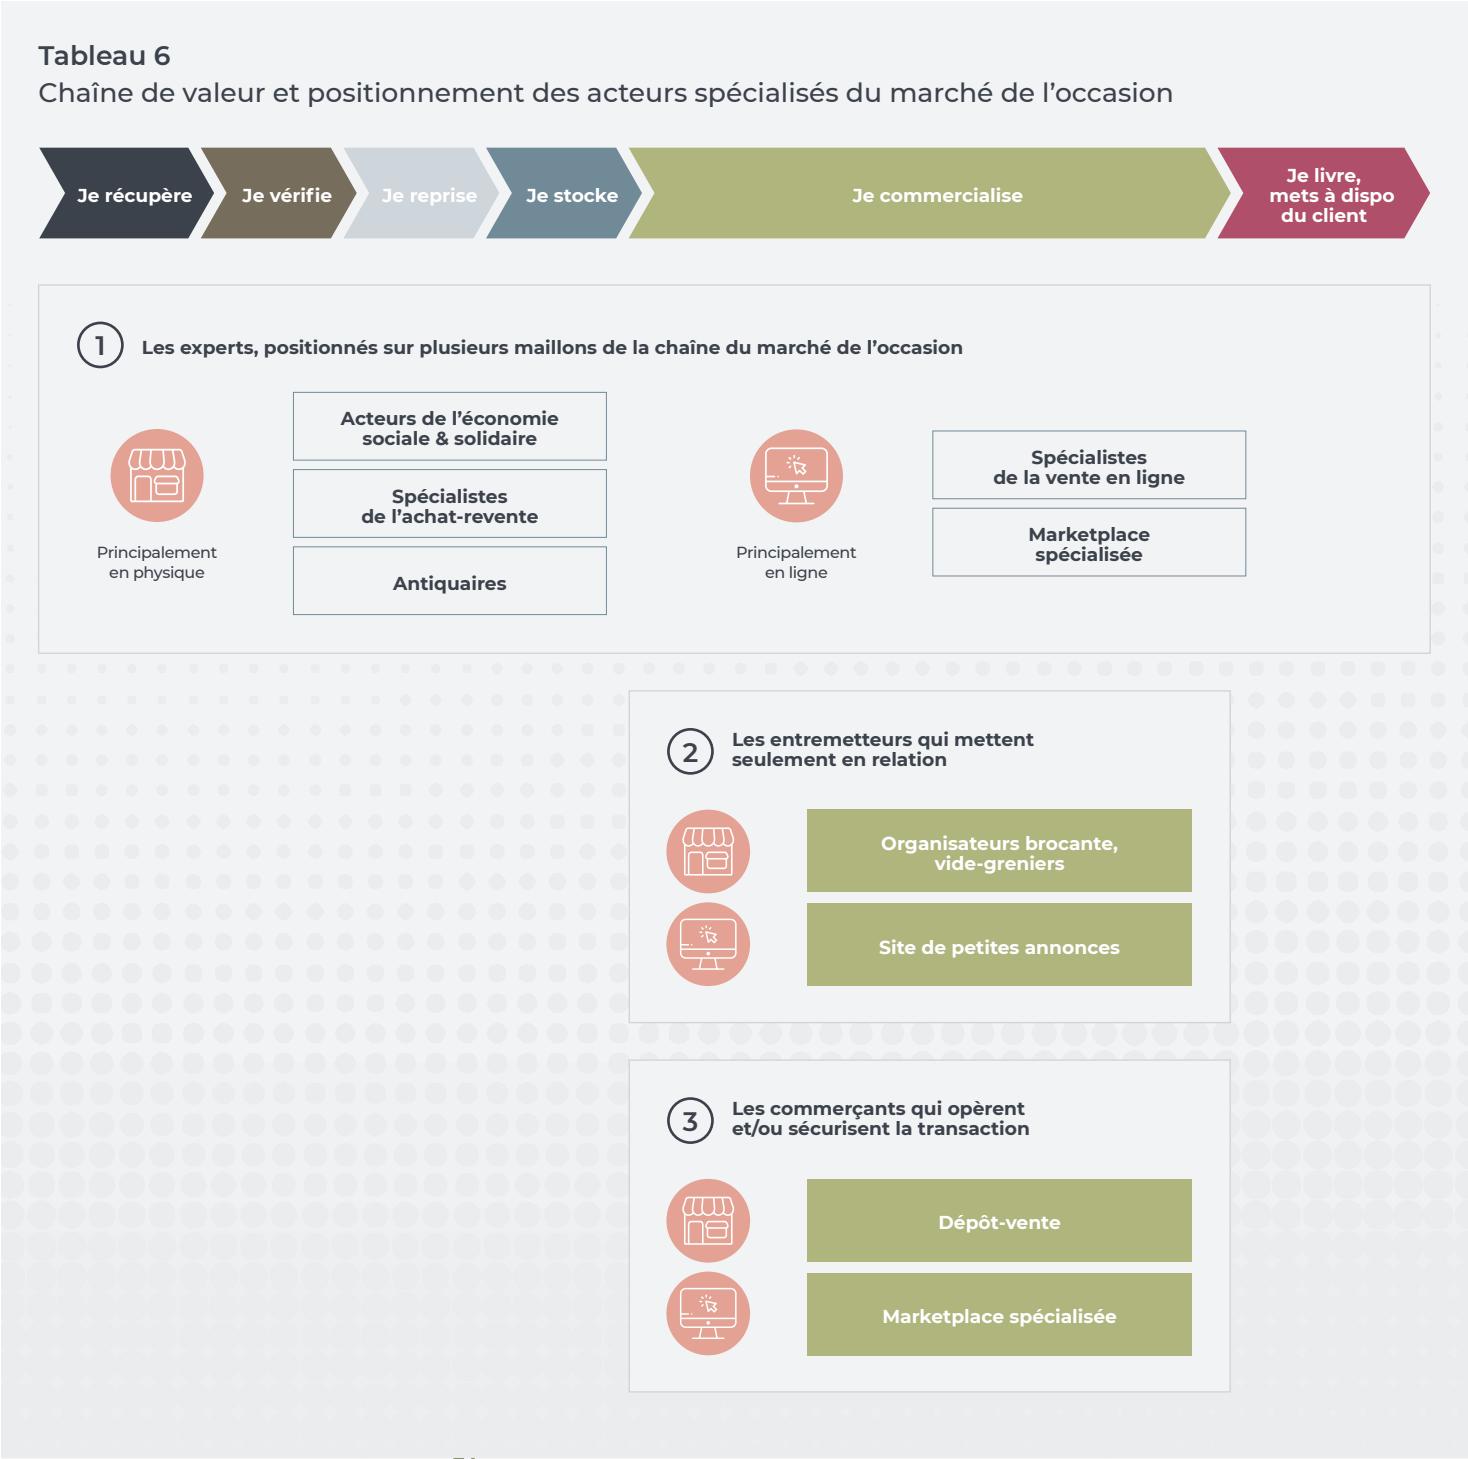 Tableau 6
Chaîne de valeur et positionnement des acteurs spécialisés du marché de l’occasion
Je récupère
Je vérifie
Je reprise
Je stocke
Je commercialise
Je livre,
mets à dispo
du client
1
Les experts, positionnés sur plusieurs maillons de la chaîne du marché de l’occasion
Principalement
en physique
Acteurs de l’économie
sociale & solidaire
Spécialistes
de l’achat-revente
Antiquaires
Principalement
en ligne
Spécialistes
de la vente en ligne
Marketplace
spécialisée
2
Les entremetteurs qui mettent
seulement en relation
Organisateurs brocante,
vide-greniers
Site de petites annonces
3
Les commerçants qui opèrent
et/ou sécurisent la transaction
Dépôt-vente
Marketplace spécialisée